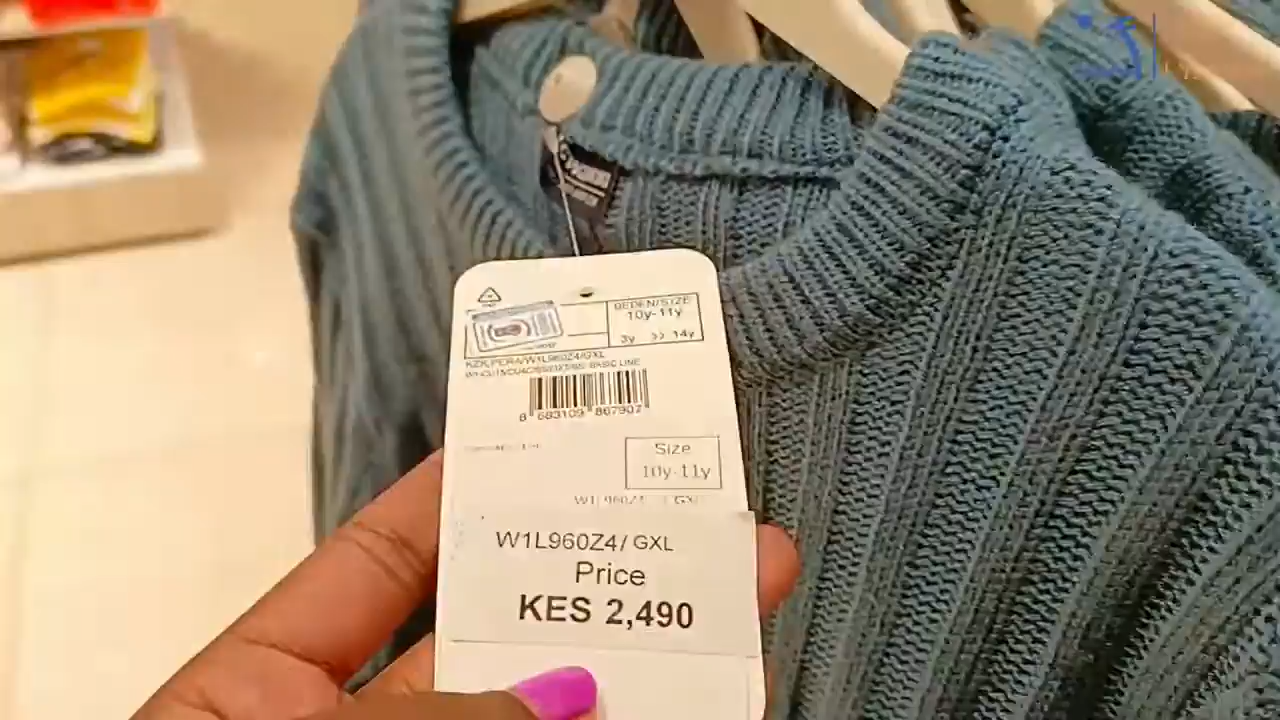 BEDEN/SIZE
10y-11y
3y >> 14y
8 683109 867907
Size
10y-11y
W1L960Z4/ GXL
Price
KES 2,490